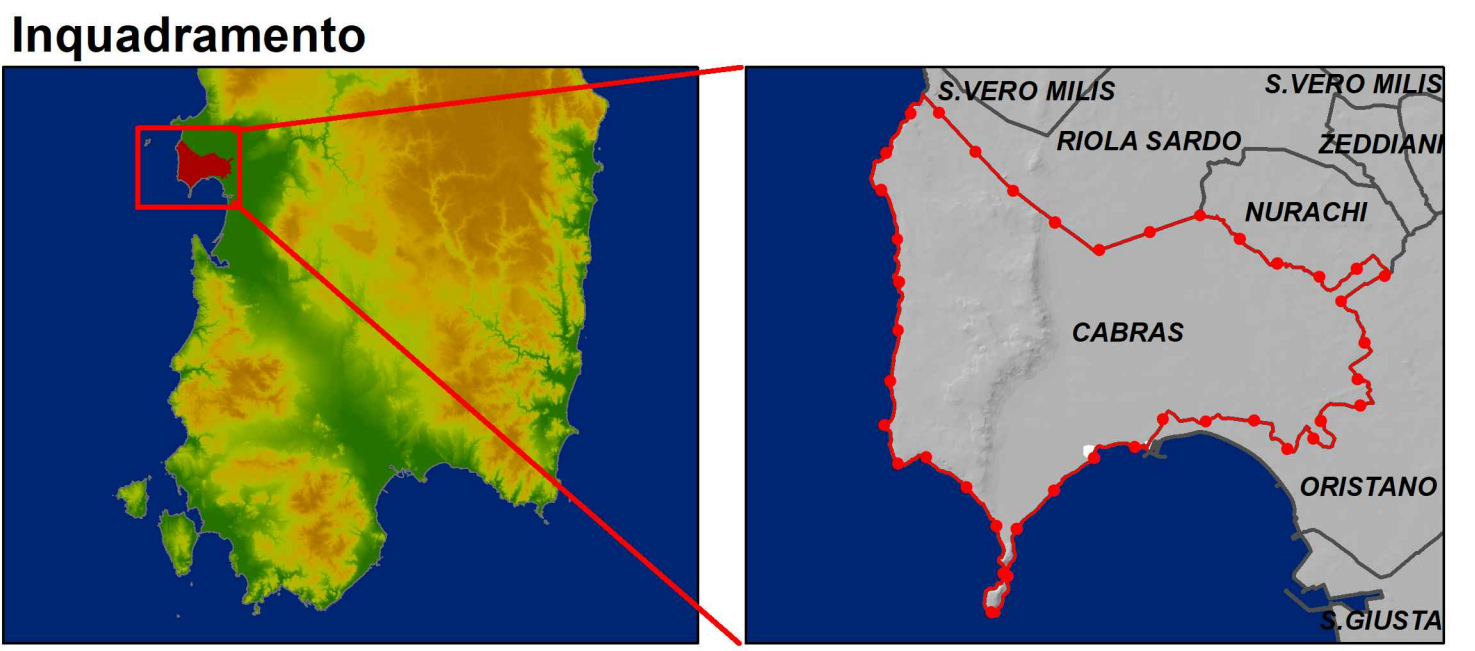 Inquadramento
S.VERO MILIS
S.VERO MILIS
RIOLA SARDO
ZEDDIANI
NURACHI
CABRAS
ORISTANO
S.GIUSTA